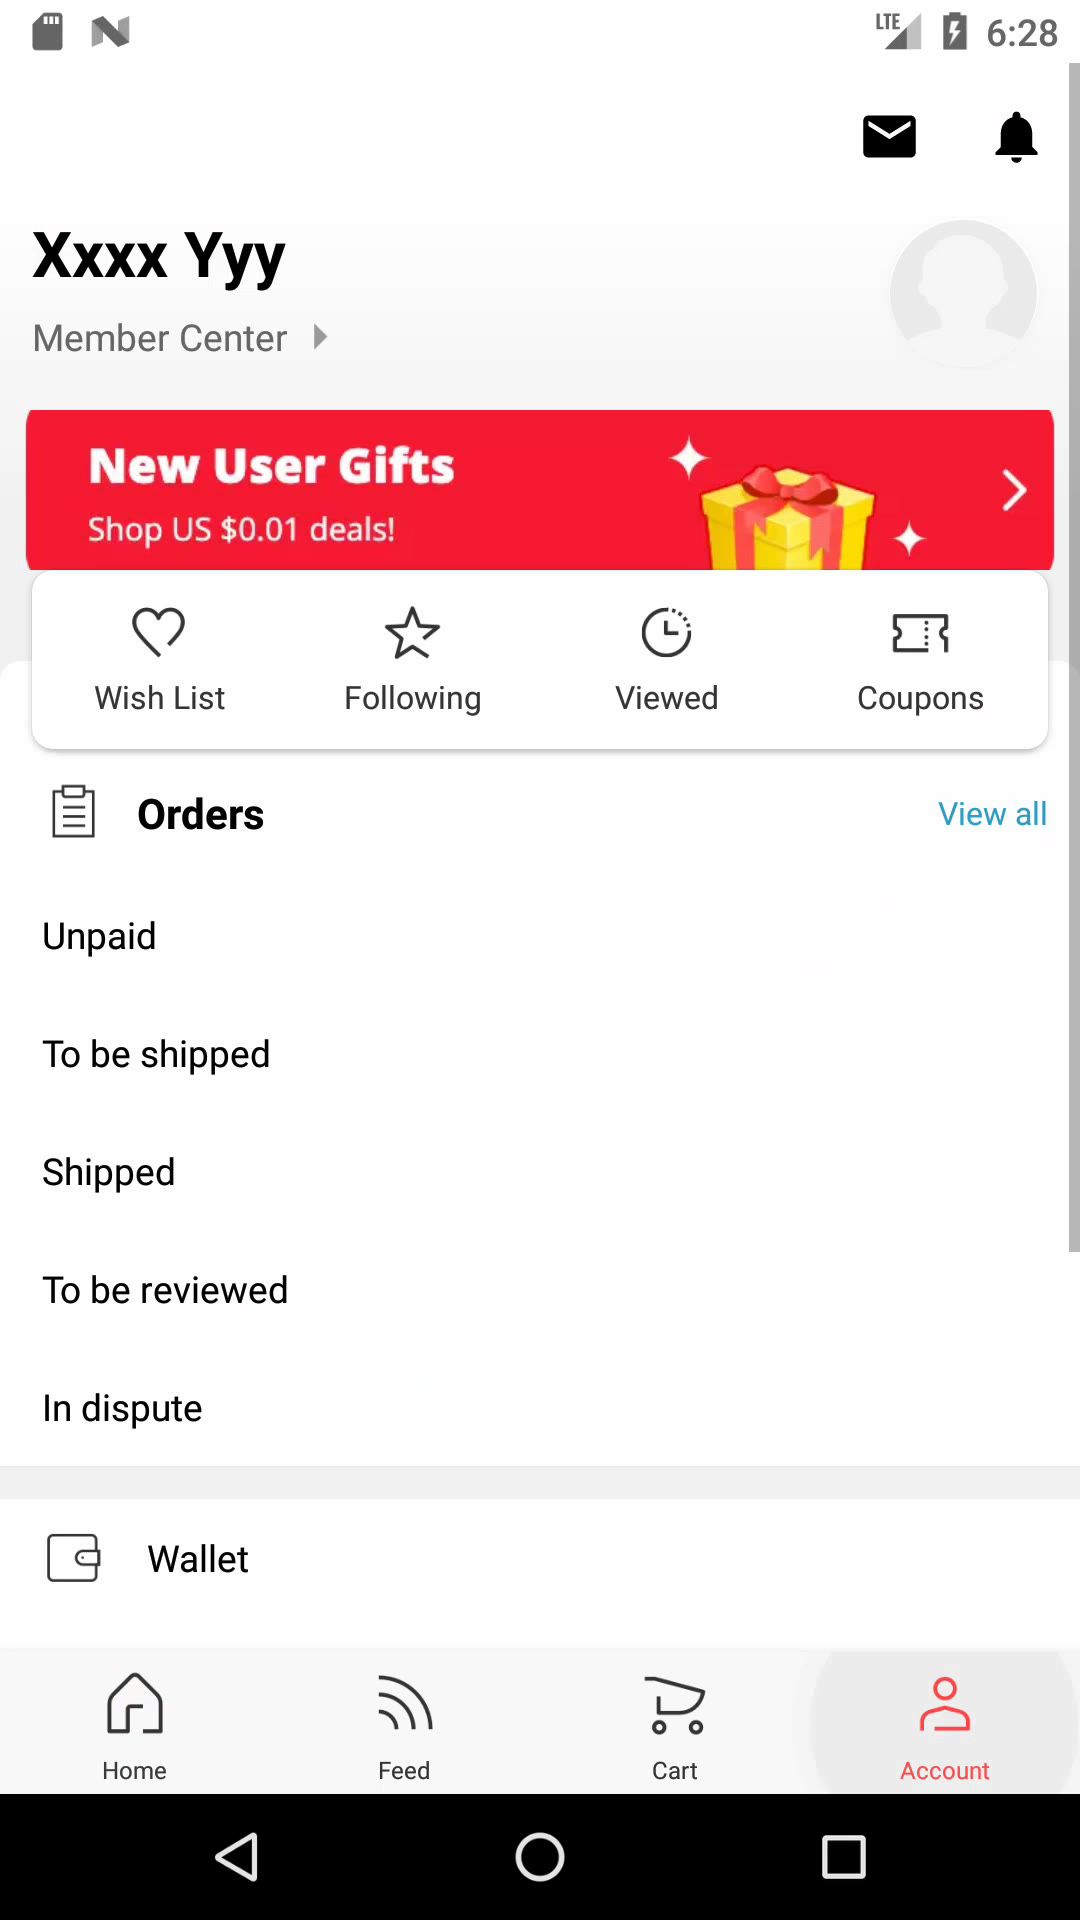 LTE 6:28
Xxxx Yyy
Member Center
New User Gifts
Shop US $0.01 deals!
Wish List Following Viewed Coupons
Orders View all
Unpaid
To be shipped
Shipped
To be reviewed
In dispute
Wallet
Home Feed Cart Account